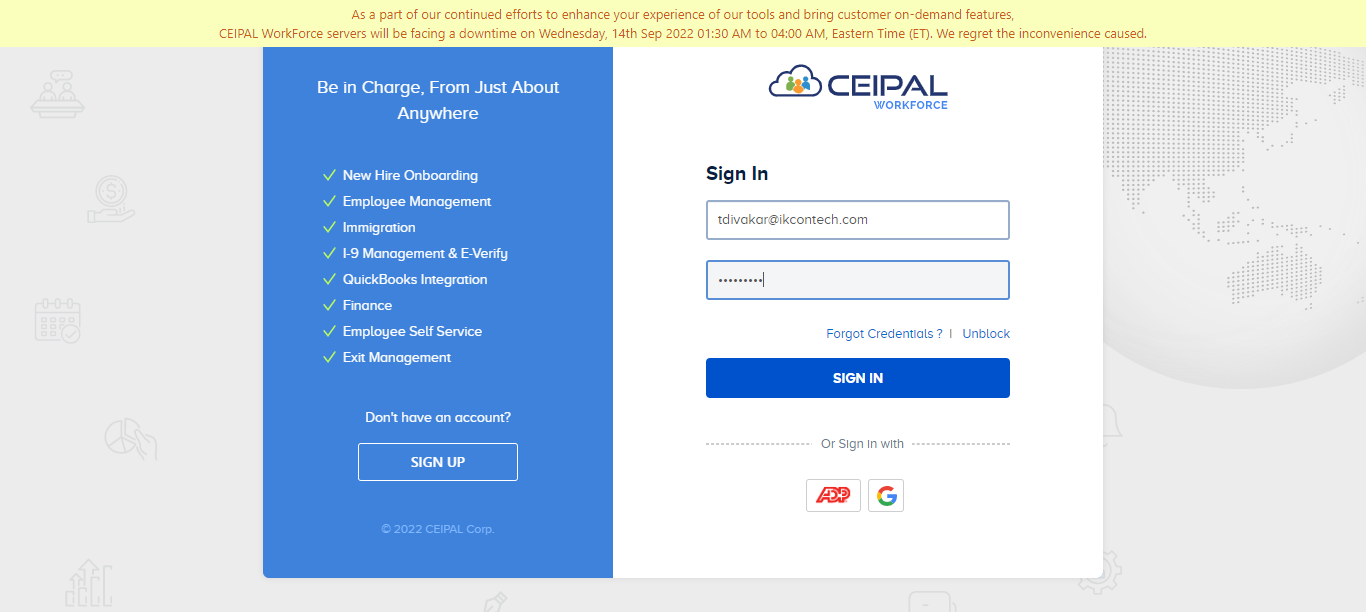 As a part of our continued efforts to enhance your experience of our tools and bring customer on-demand features,
CEIPAL WorkForce servers will be facing a downtime on Wednesday, 14th Sep 2022 01:30 AM to 04:00 AM, Eastern Time (ET). We regret the inconvenience caused.
Be in Charge, From Just About
Anywhere
New Hire Onboarding
Employee Management
Immigration
I-9 Management & E-Verify
QuickBooks Integration
Finance
Employee Self Service
Exit Management
Don't have an account?
SIGN UP
© 2022 CEIPAL Corp.
CEIPAL
WORKFORCE
Sign In
tdivakar@ikcontech.com
•••••••••
Forgot Credentials ? | Unblock
SIGN IN
Or Sign in with
ADP G